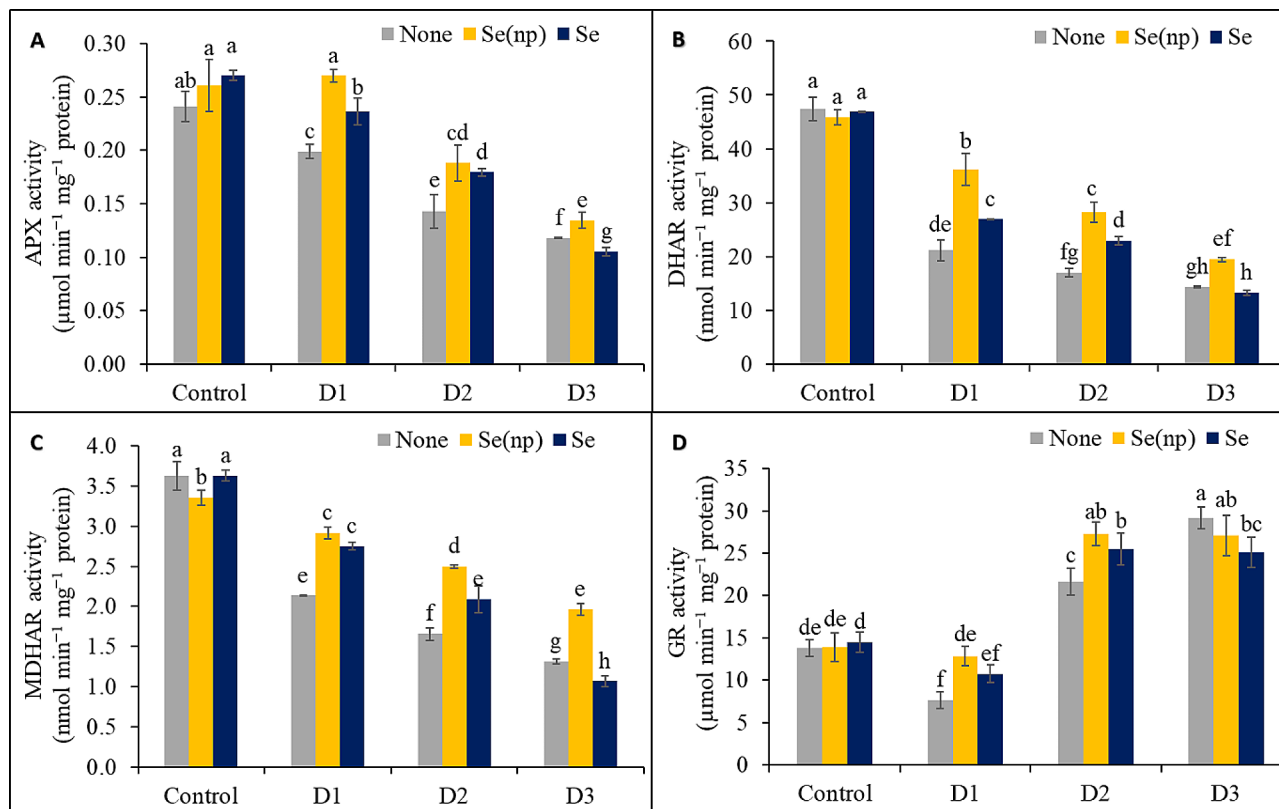 A
None Se(np) Se
APX activity
(μmol min⁻¹ mg⁻¹ protein)
0.30
0.25
0.20
0.15
0.10
0.05
0.00
ab a a
c a b
e cd d
f e g
Control D1 D2 D3
B
None Se(np) Se
DHAR activity
(nmol min⁻¹ mg⁻¹ protein)
60
50
40
30
20
10
0
a a a
de b c
fg c d
gh ef h
Control D1 D2 D3
C
None Se(np) Se
MDHAR activity
(nmol min⁻¹ mg⁻¹ protein)
4.0
3.5
3.0
2.5
2.0
1.5
1.0
0.5
0.0
a b a
e c c
f d e
g e h
Control D1 D2 D3
D
None Se(np) Se
GR activity
(μmol min⁻¹ mg⁻¹ protein)
35
30
25
20
15
10
5
0
de de d
f de ef
c ab b
a ab bc
Control D1 D2 D3